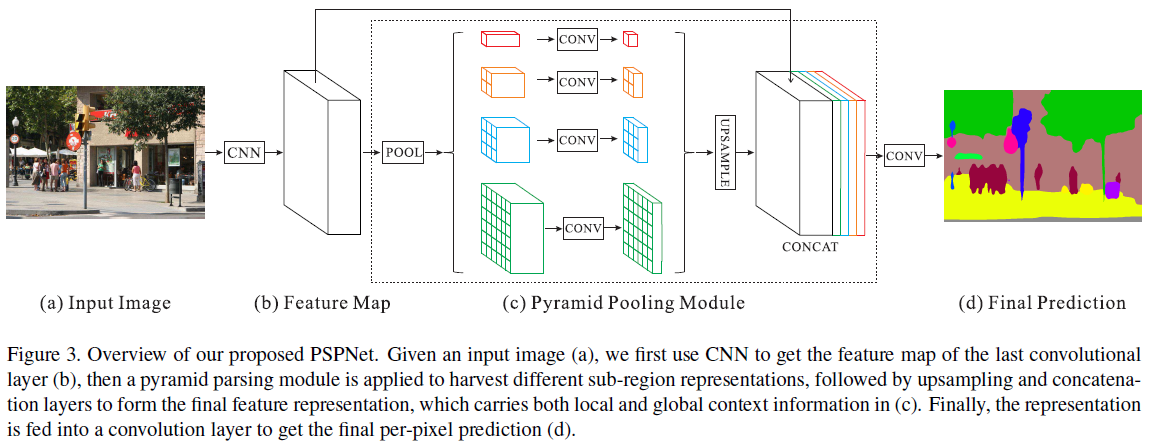 CONV
CONV
CNN
POOL
CONV
UPSAMPLE
CONV
CONV
CONCAT
(a) Input Image
(b) Feature Map
(c) Pyramid Pooling Module
(d) Final Prediction
Figure 3. Overview of our proposed PSPNet. Given an input image (a), we first use CNN to get the feature map of the last convolutional
layer (b), then a pyramid parsing module is applied to harvest different sub-region representations, followed by upsampling and concatena-
tion layers to form the final feature representation, which carries both local and global context information in (c). Finally, the representation
is fed into a convolution layer to get the final per-pixel prediction (d).